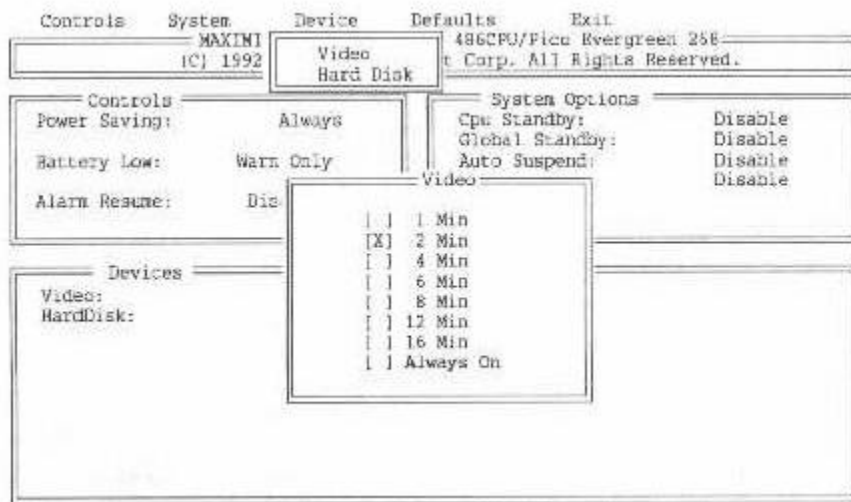 Controls System Device Defaults Exit
MAXIMI 486CPU/Pico Evergreen 268
(C) 1992 t Corp. All Rights Reserved.
Video
Hard Disk
Controls
Power Saving: Always
Battery Low: Warn Only
Alarm Resume: Dis
System Options
Cpu Standby: Disable
Global Standby: Disable
Auto Suspend: Disable
Disable
Video
[ ] 1 Min
[X] 2 Min
[ ] 4 Min
[ ] 6 Min
[ ] 8 Min
[ ] 12 Min
[ ] 16 Min
[ ] Always On
Devices
Video:
HardDisk: